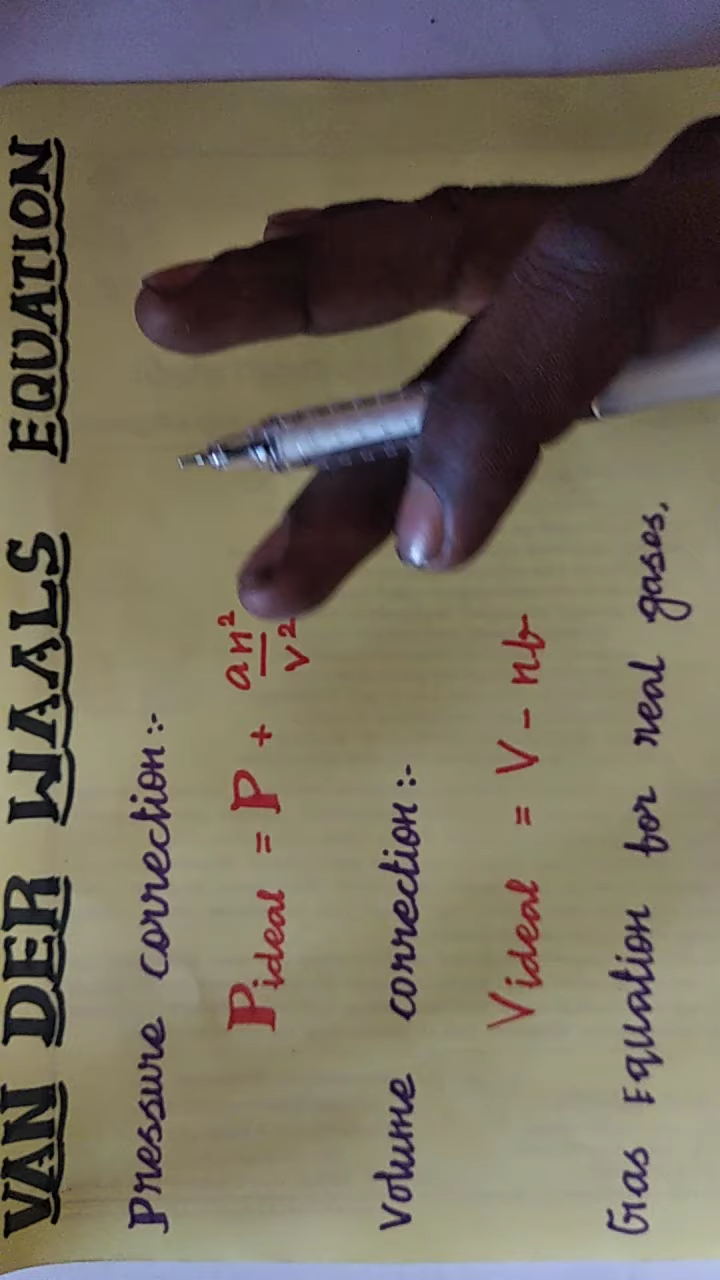 VAN DER WAALS EQUATION
Pressure correction:-
Pideal = P + an²/v²
Volume correction:-
Videal = V - nb
Gas Equation for real gases.